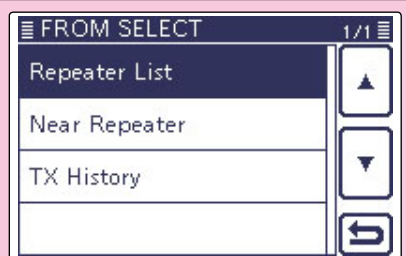 FROM SELECT 1/1
Repeater List
Near Repeater
TX History